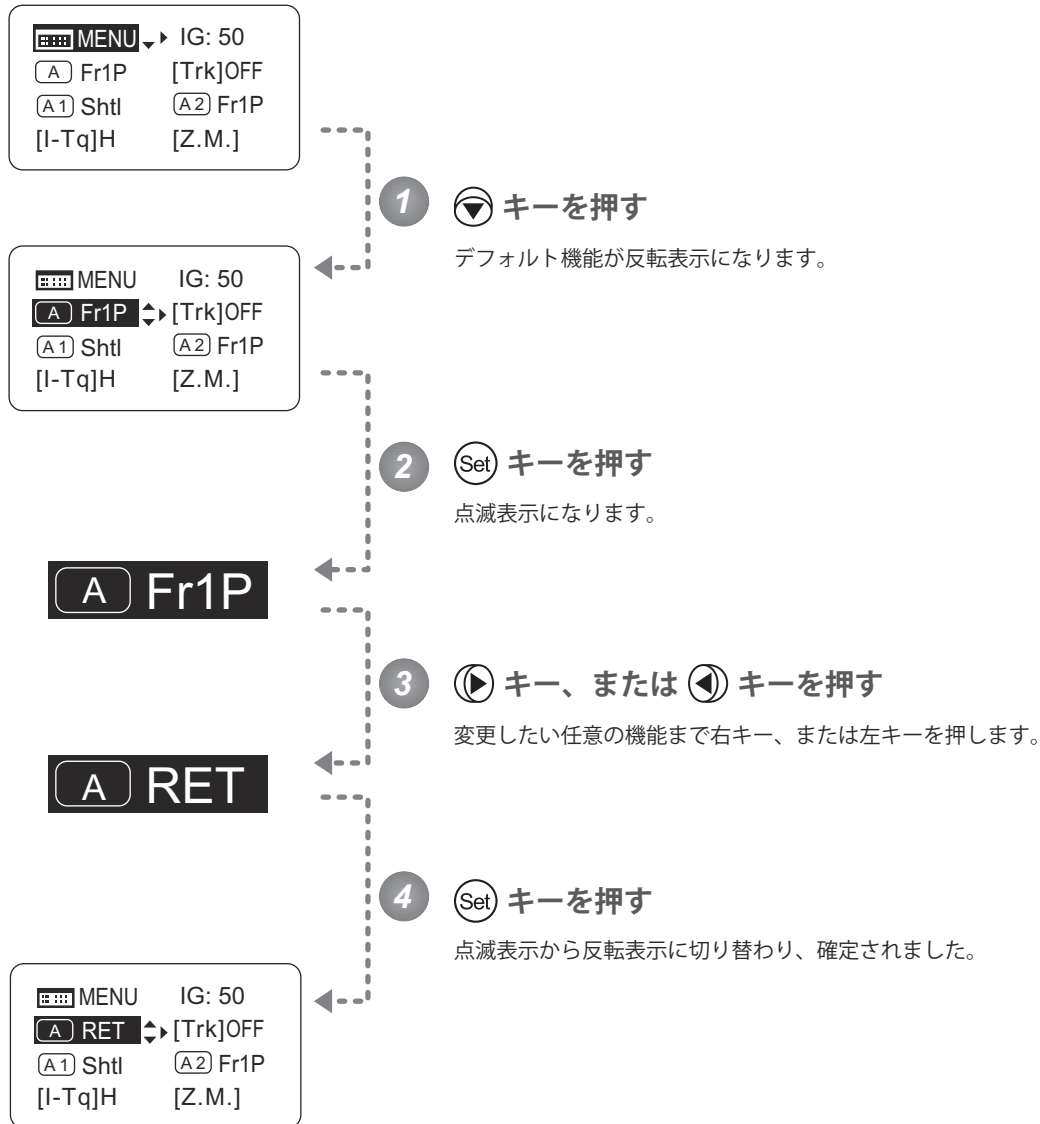 MENU IG: 50
A Fr1P [Trk]OFF
A1 Shtl A2 Fr1P
[I-Tq]H [Z.M.]
1 キーを押す
デフォルト機能が反転表示になります。
MENU IG: 50
A Fr1P [Trk]OFF
A1 Shtl A2 Fr1P
[I-Tq]H [Z.M.]
2 Set キーを押す
点滅表示になります。
A Fr1P
3 キー、または キーを押す
変更したい任意の機能まで右キー、または左キーを押します。
A RET
4 Set キーを押す
点滅表示から反転表示に切り替わり、確定されました。
MENU IG: 50
A RET [Trk]OFF
A1 Shtl A2 Fr1P
[I-Tq]H [Z.M.]